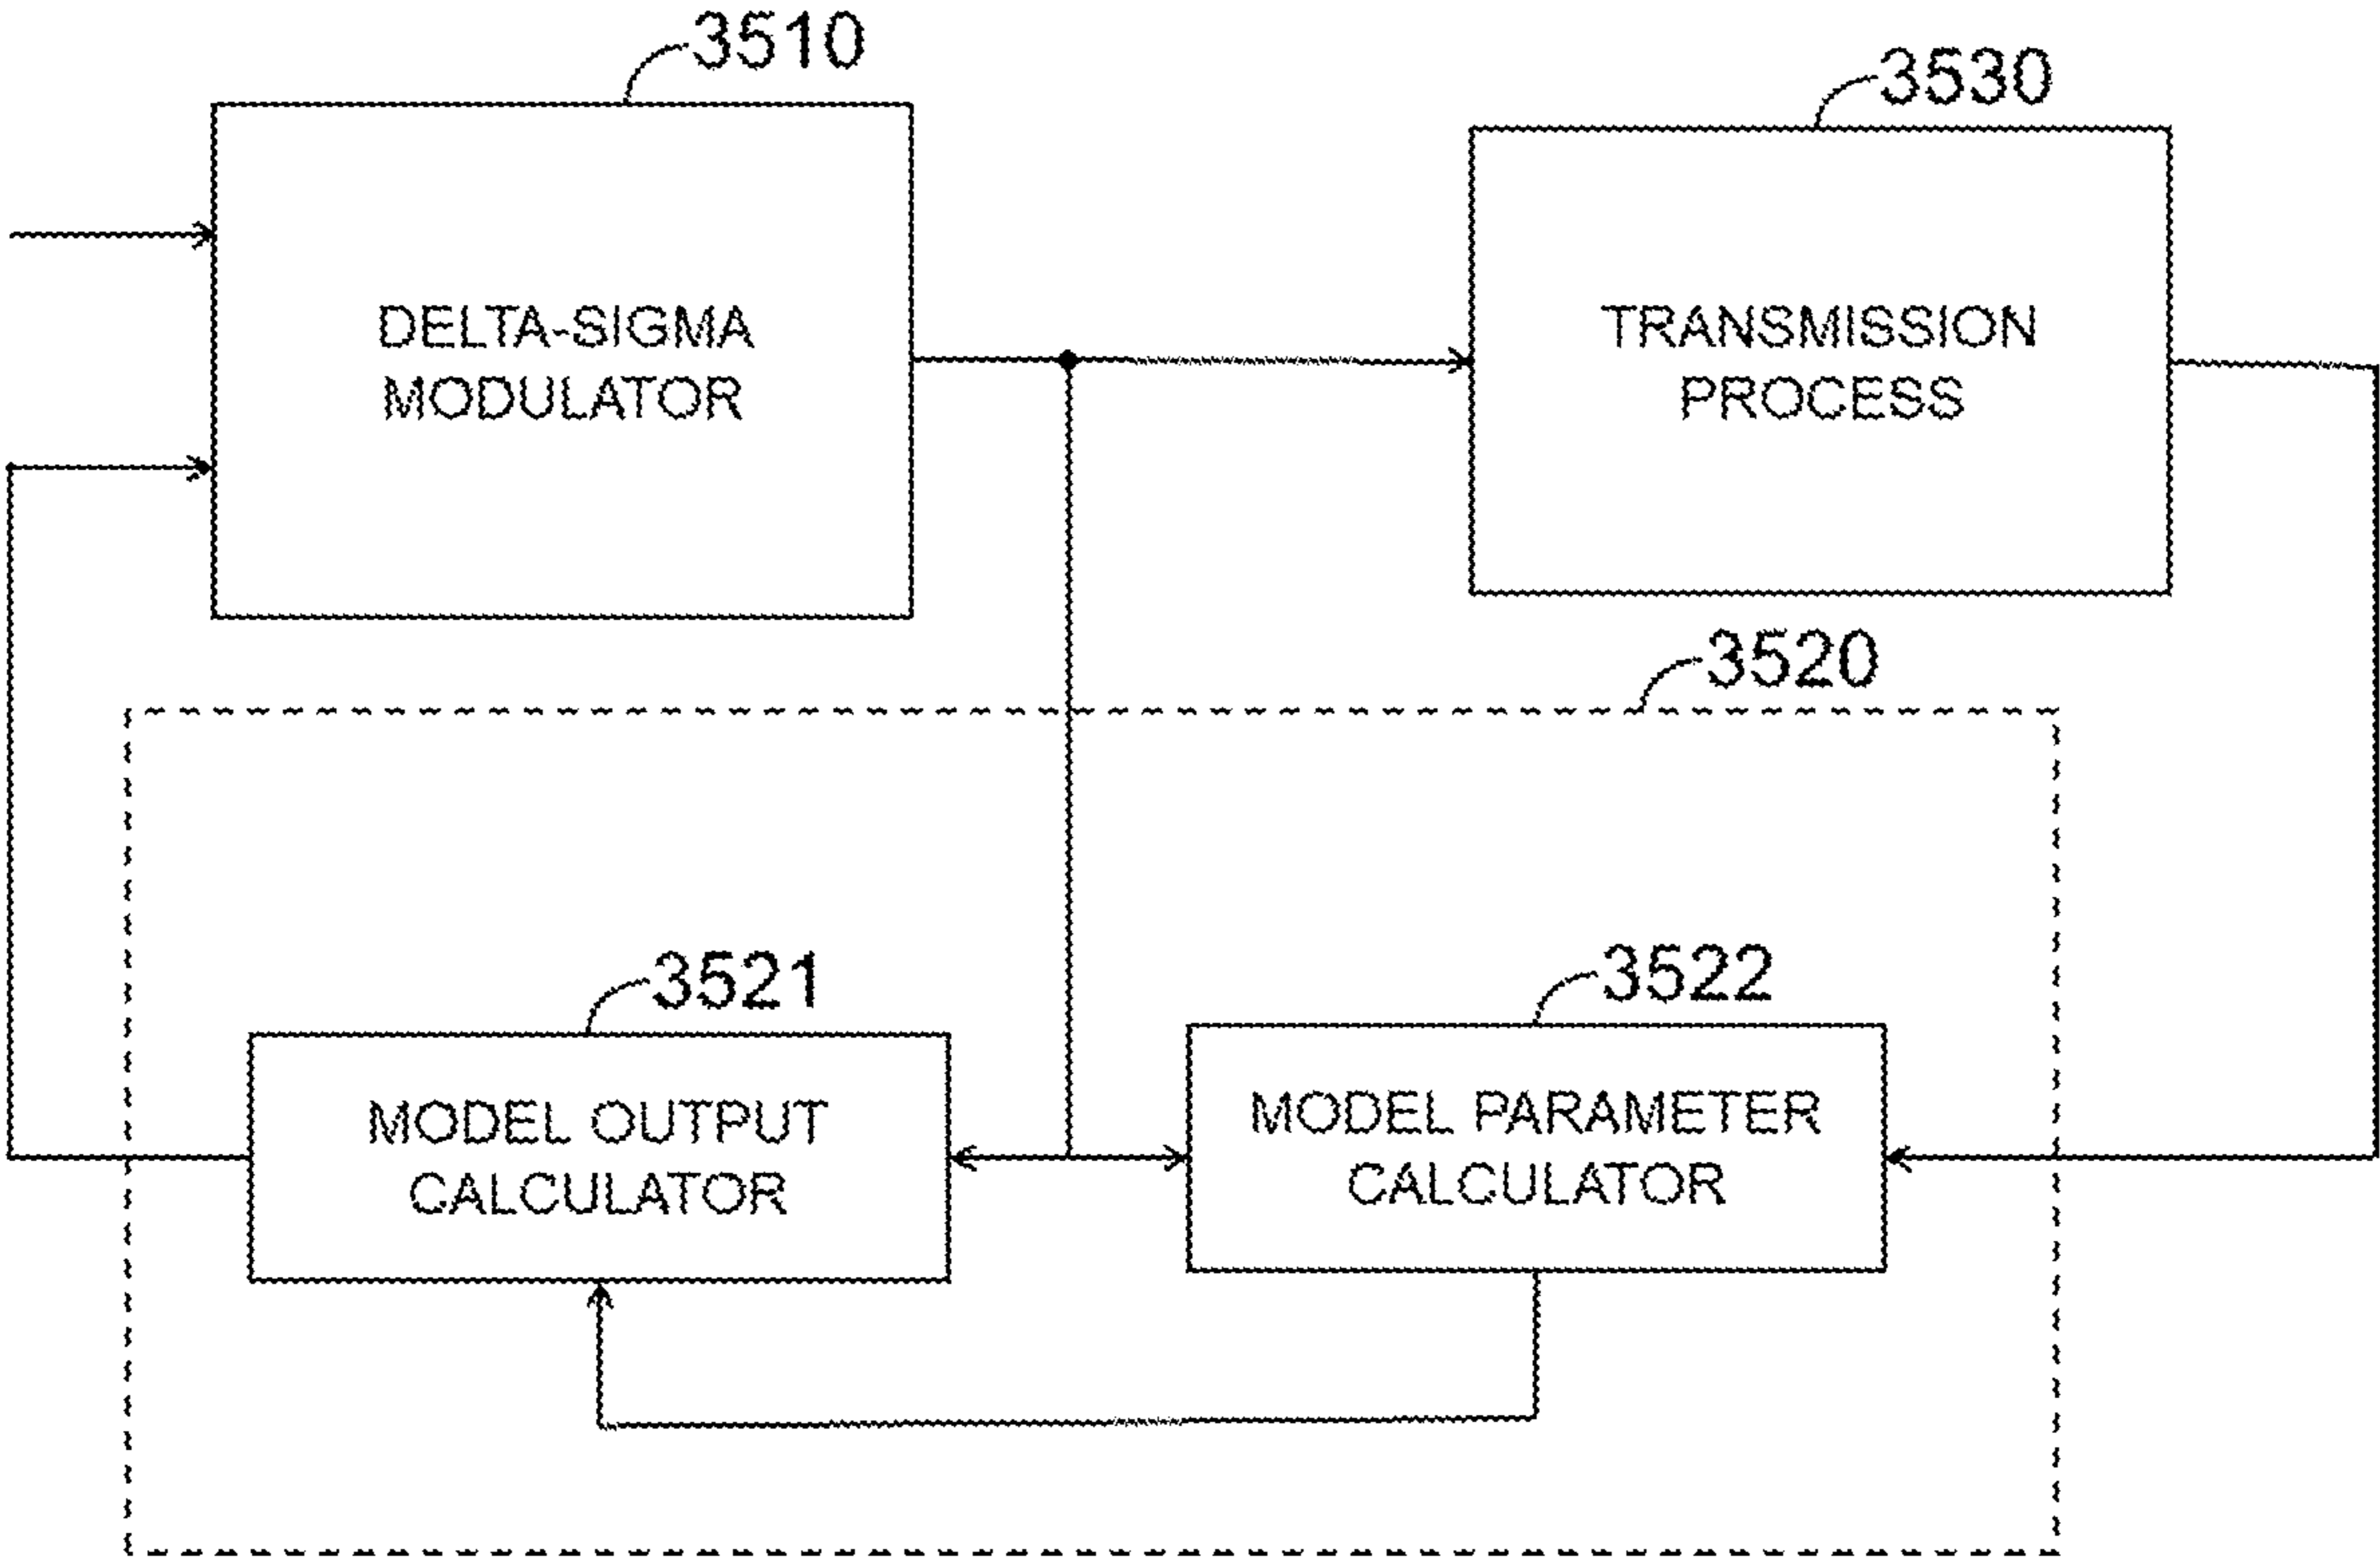 3510
3530
DELTA-SIGMA
MODULATOR
TRANSMISSION
PROCESS
3520
3521
3522
MODEL OUTPUT
CALCULATOR
MODEL PARAMETER
CALCULATOR